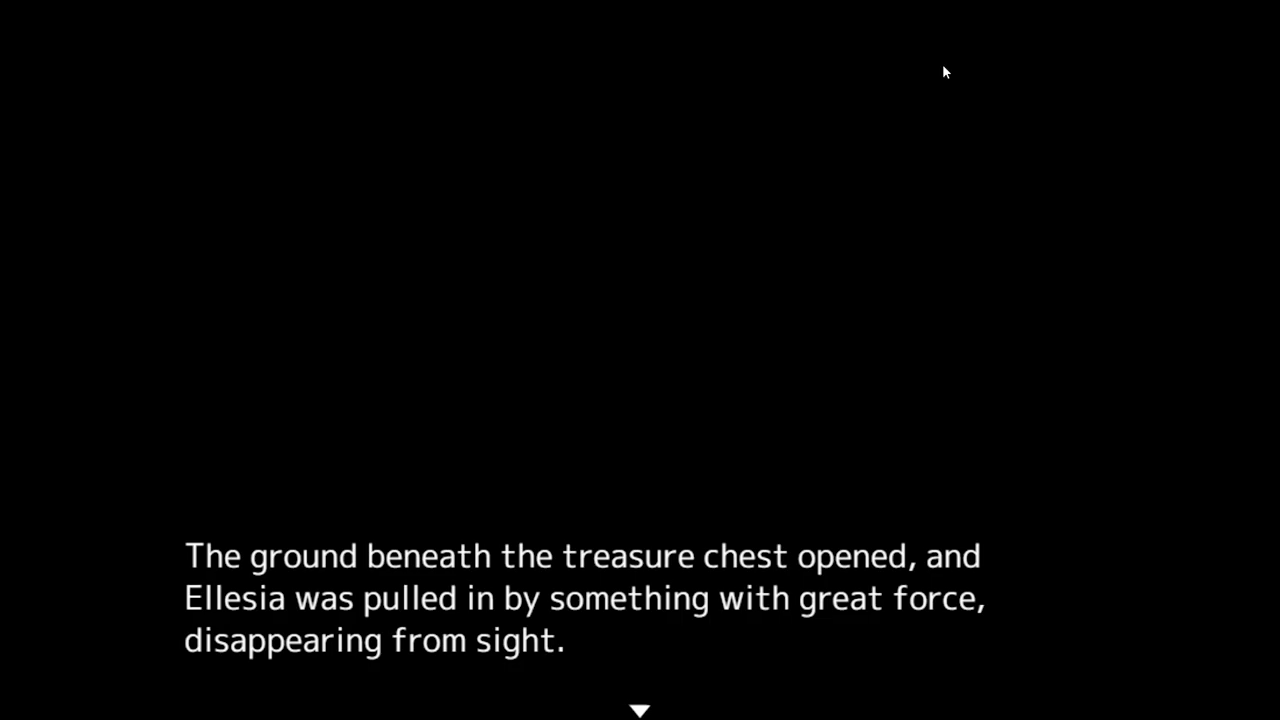 The ground beneath the treasure chest opened, and
Ellesia was pulled in by something with great force,
disappearing from sight.